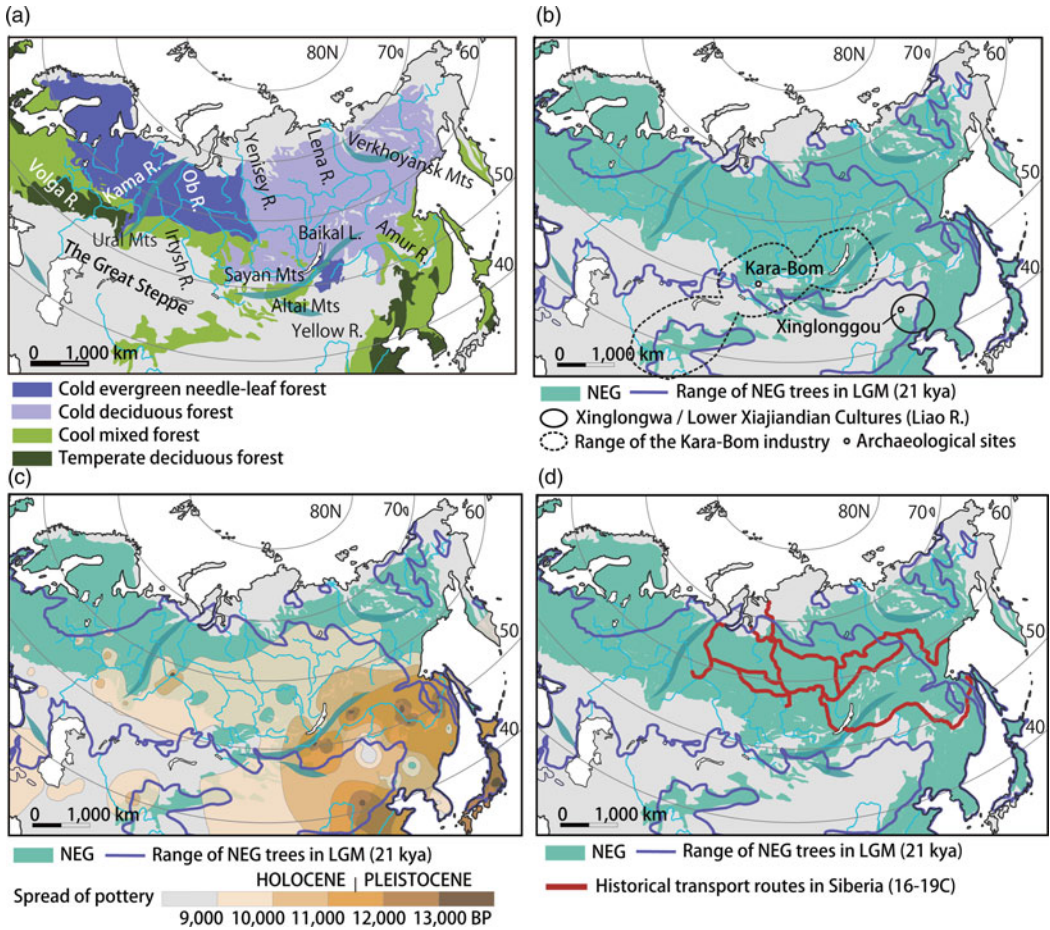 (a)
80N
70
60
50
40
Verkhoyansk Mts
Lena R.
Yenisey R.
Ob R.
Kama R.
Volga R.
Ural Mts
Irtysh R.
Baikal L.
Amur R.
The Great Steppe
Sayan Mts
Altai Mts
Yellow R.
0 1,000 km
Cold evergreen needle-leaf forest
Cold deciduous forest
Cool mixed forest
Temperate deciduous forest
(b)
80N
70
60
50
40
Kara-Bom
Xinglonggou
0 1,000 km
NEG
Range of NEG trees in LGM (21 kya)
Xinglongwa / Lower Xiajiandian Cultures (Liao R.)
Range of the Kara-Bom industry
Archaeological sites
(c)
80N
70
60
50
40
0 1,000 km
NEG
Range of NEG trees in LGM (21 kya)
HOLOCENE | PLEISTOCENE
Spread of pottery
9,000 10,000 11,000 12,000 13,000 BP
(d)
80N
70
60
50
40
0 1,000 km
NEG
Range of NEG trees in LGM (21 kya)
Historical transport routes in Siberia (16-19C)